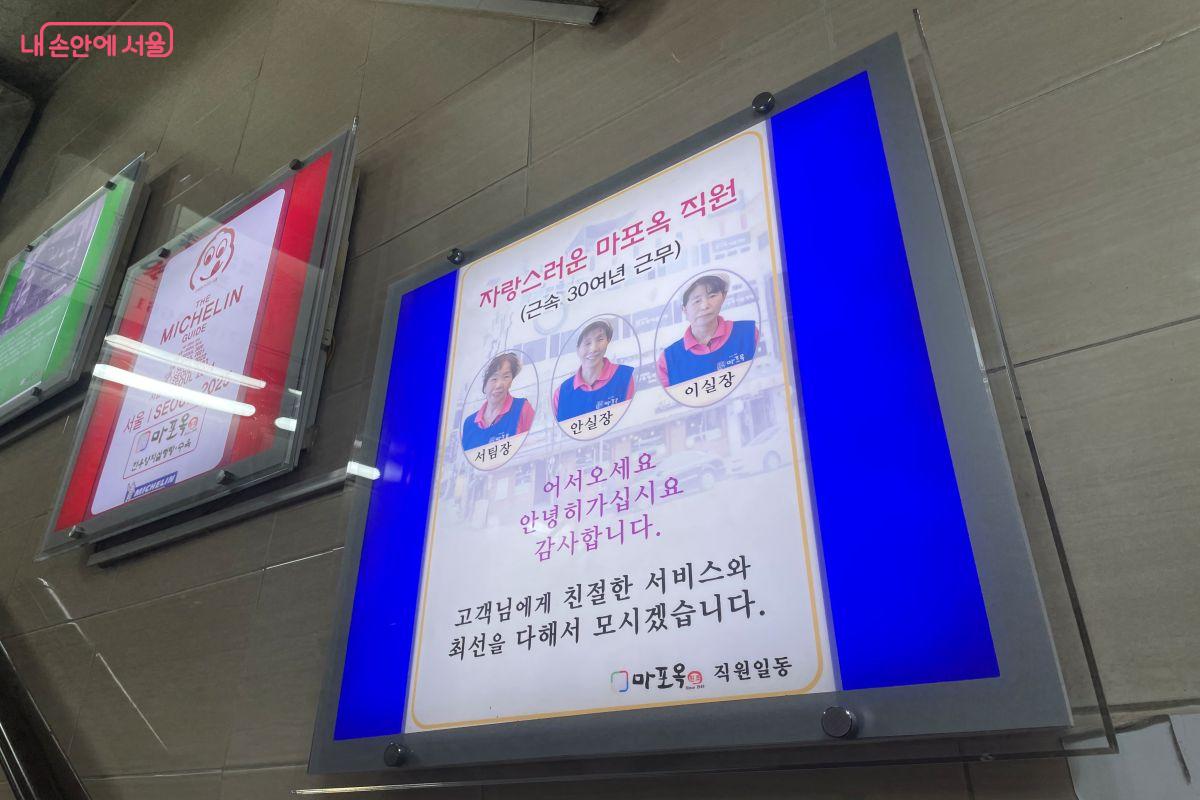 내 손안에 서울
THE
MICHELIN
GUIDE
서울 | SEOUL
마포옥
MICHELIN
자랑스러운 마포옥 직원
(근속 30여년 근무)
서팀장
안실장
이실장
어서오세요
안녕히가십시요
감사합니다.
고객님에게 친절한 서비스와
최선을 다해서 모시겠습니다.
마포옥 직원일동